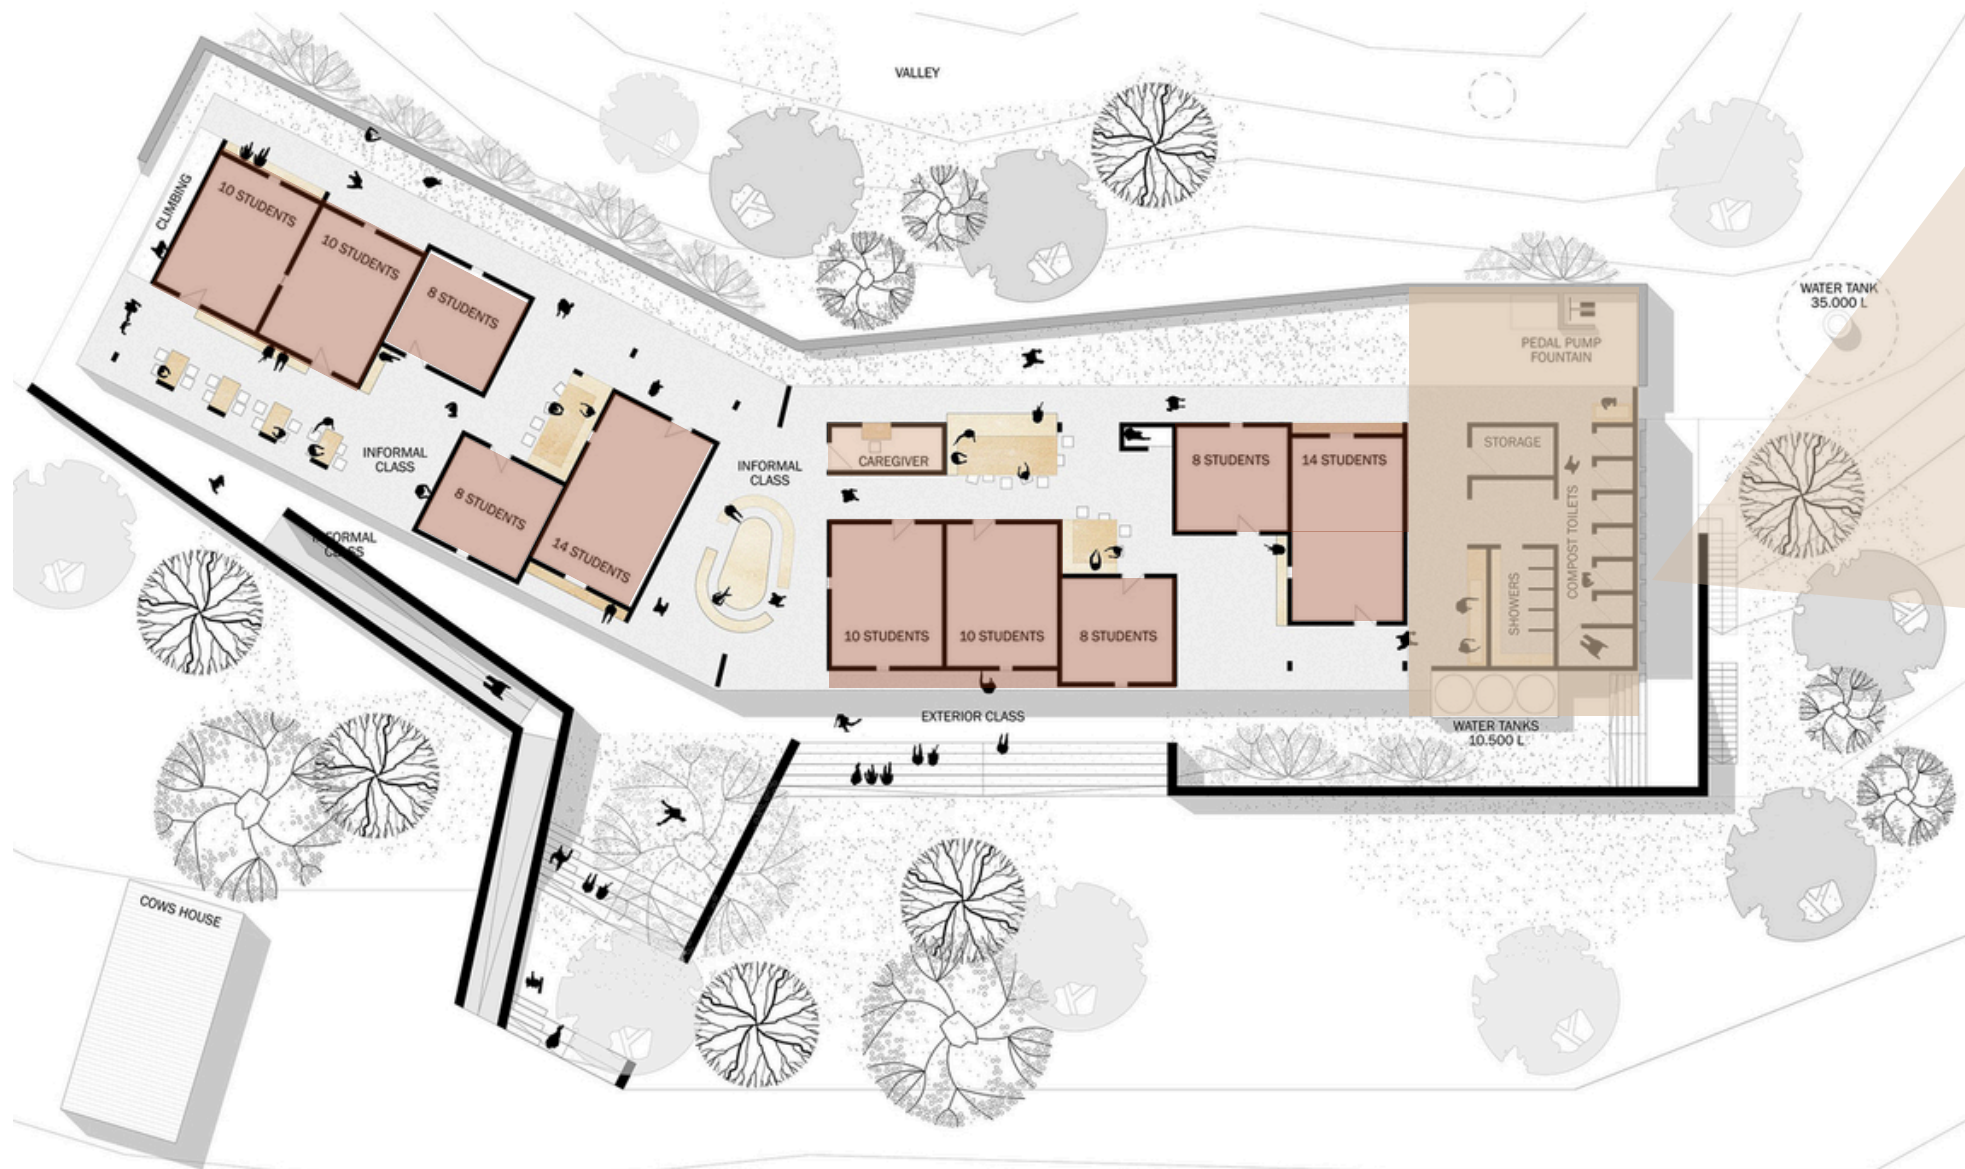 VALLEY
CLIMBING
10 STUDENTS
10 STUDENTS
8 STUDENTS
WATER TANK
35.000 L
PEDAL PUMP
FOUNTAIN
INFORMAL
CLASS
INFORMAL
CLASS
CAREGIVER
8 STUDENTS
14 STUDENTS
STORAGE
8 STUDENTS
14 STUDENTS
INFORMAL
CLASS
COMPOST TOILETS
SHOWERS
10 STUDENTS
10 STUDENTS
8 STUDENTS
EXTERIOR CLASS
WATER TANKS
10.500 L
COWS HOUSE